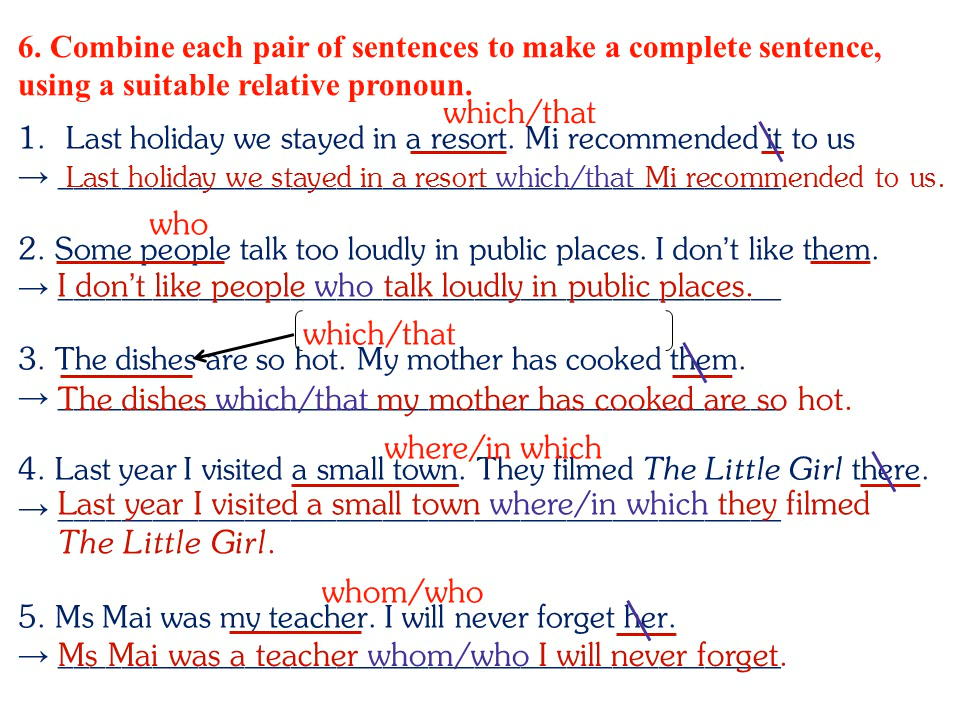 6. Combine each pair of sentences to make a complete sentence,
using a suitable relative pronoun.
which/that
1. Last holiday we stayed in a resort. Mi recommended it to us
→ Last holiday we stayed in a resort which/that Mi recommended to us.
who
2. Some people talk too loudly in public places. I don’t like them.
→ I don’t like people who talk loudly in public places.
which/that
3. The dishes are so hot. My mother has cooked them.
→ The dishes which/that my mother has cooked are so hot.
where/in which
4. Last year I visited a small town. They filmed The Little Girl there.
→ Last year I visited a small town where/in which they filmed
The Little Girl.
whom/who
5. Ms Mai was my teacher. I will never forget her.
→ Ms Mai was a teacher whom/who I will never forget.